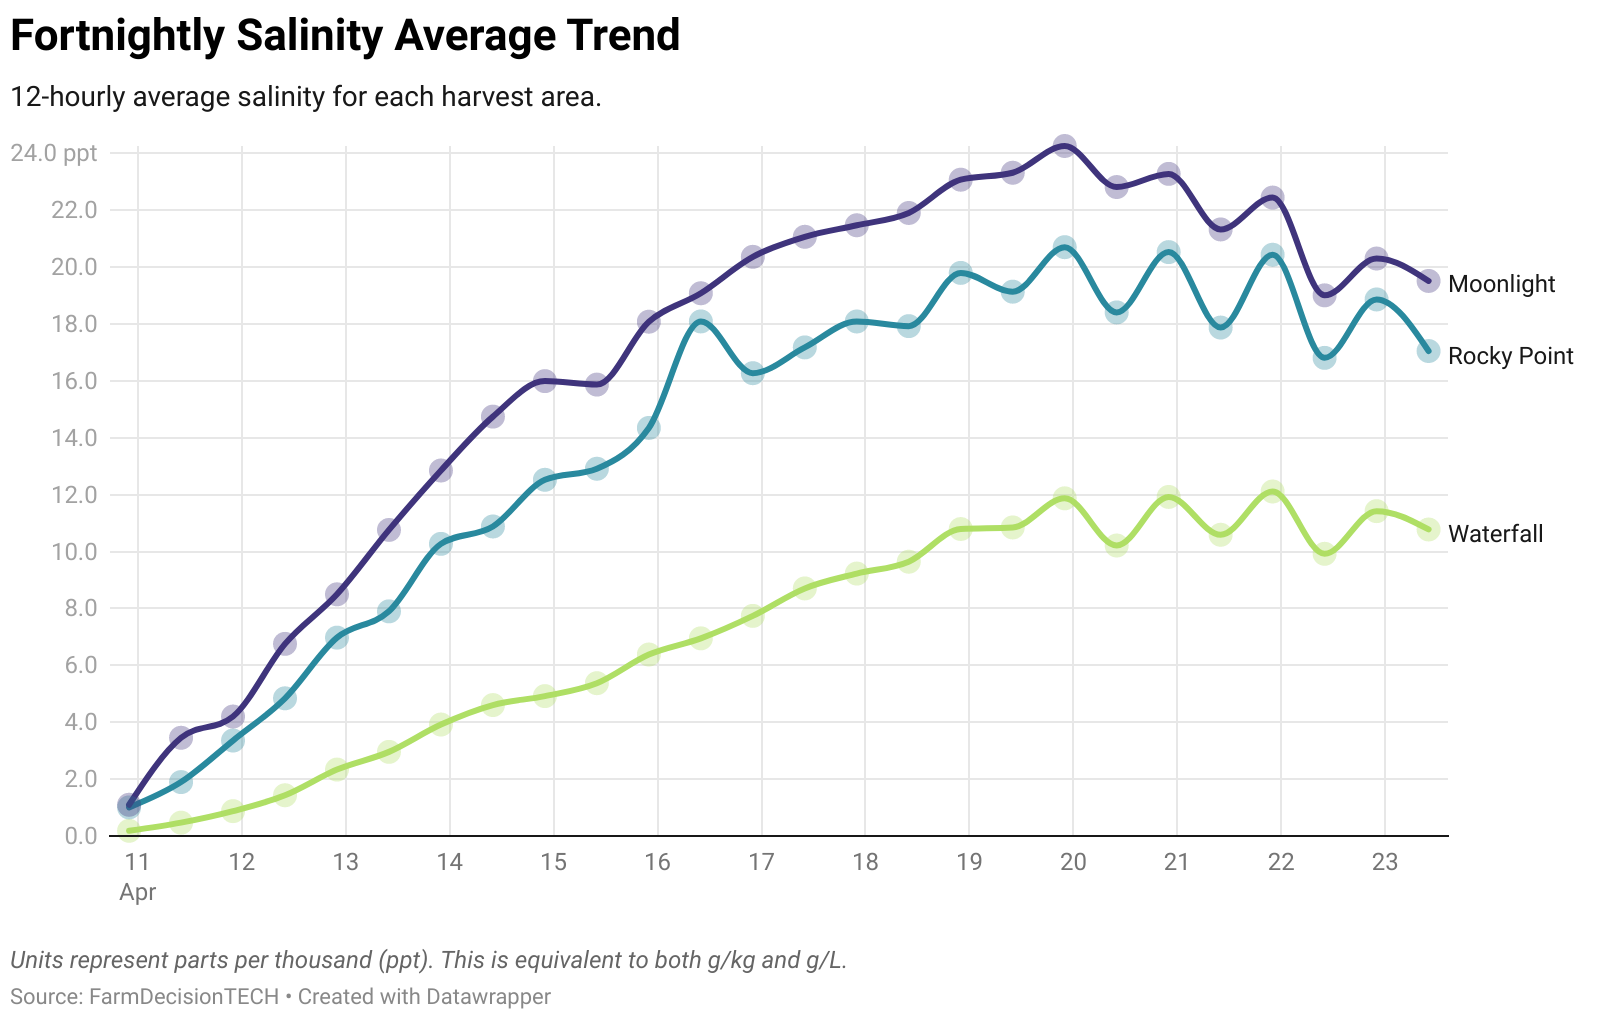 Fortnightly Salinity Average Trend
12-hourly average salinity for each harvest area.
24.0 ppt
22.0
20.0
18.0
16.0
14.0
12.0
10.0
8.0
6.0
4.0
2.0
0.0
Moonlight
Rocky Point
Waterfall
11 12 13 14 15 16 17 18 19 20 21 22 23
Apr
Units represent parts per thousand (ppt). This is equivalent to both g/kg and g/L.
Source: FarmDecisionTECH • Created with Datawrapper